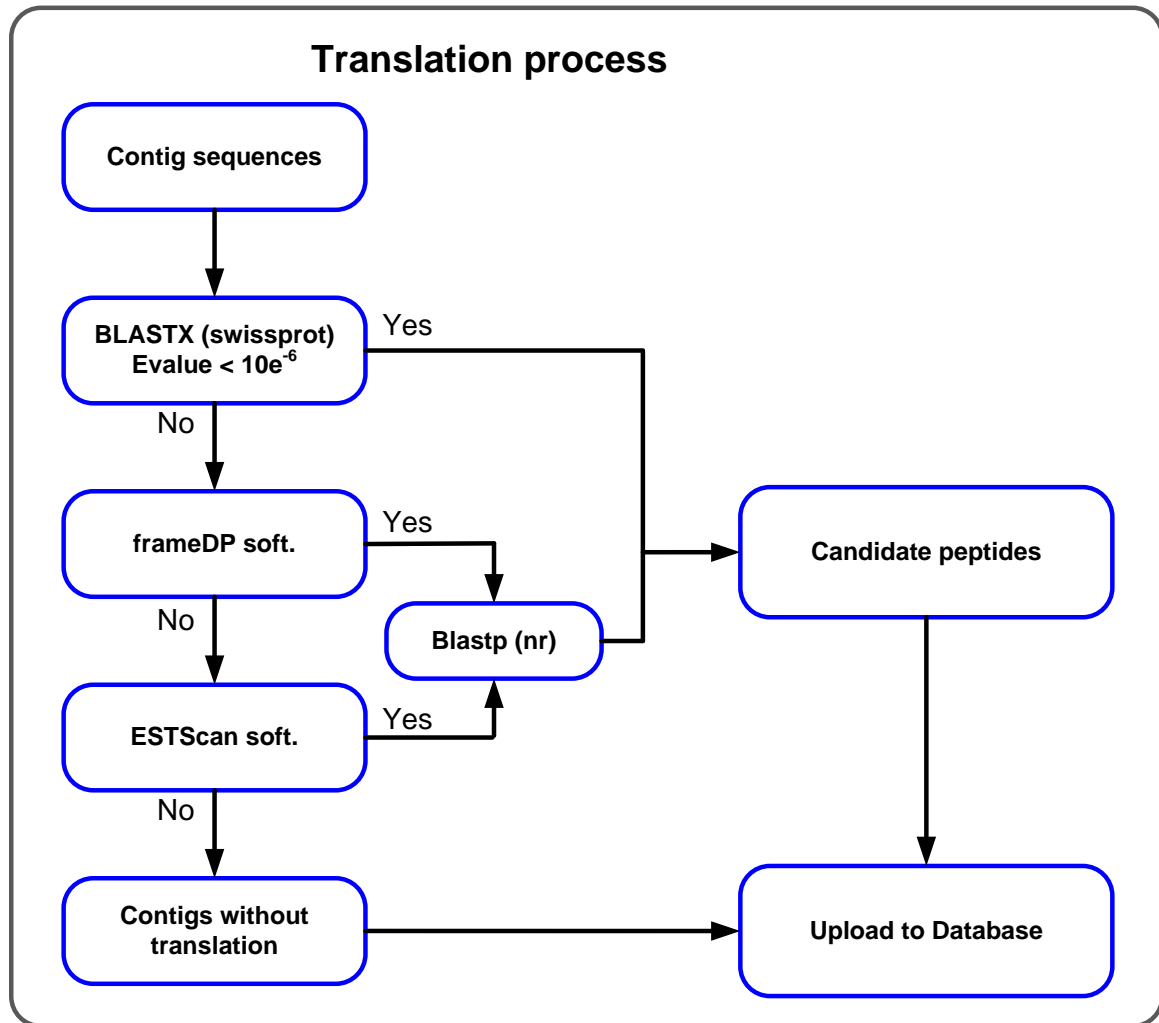 Translation process
Contig sequences
BLASTX (swissprot)
Evalue < 10e⁻⁶
Yes
No
frameDP soft.
Yes
Candidate peptides
No
Blastp (nr)
ESTScan soft.
Yes
No
Contigs without
translation
Upload to Database